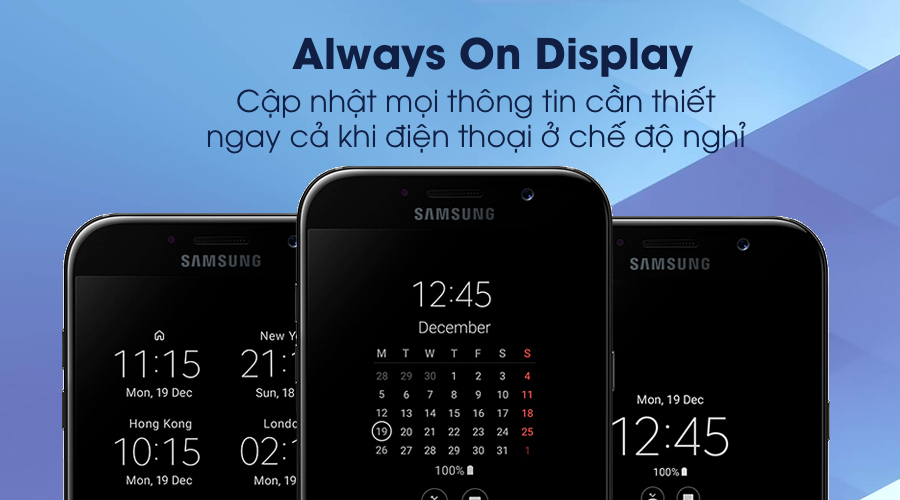 Always On Display
Cập nhật mọi thông tin cần thiết
ngay cả khi điện thoại ở chế độ nghỉ
SAMSUNG
11:15
Mon, 19 Dec
New Yo
21:1
Sun, 18
Hong Kong
10:15
Mon, 19 Dec
Londo
02:1
Mon, 19
SAMSUNG
12:45
December
M T W T F S S
28 29 30 1 2 3 4
5 6 7 8 9 10 11
12 13 14 15 16 17 18
19 20 21 22 23 24 25
26 27 28 29 30 31 1
100%
SAMSUNG
Mon, 19 Dec
12:45
100%